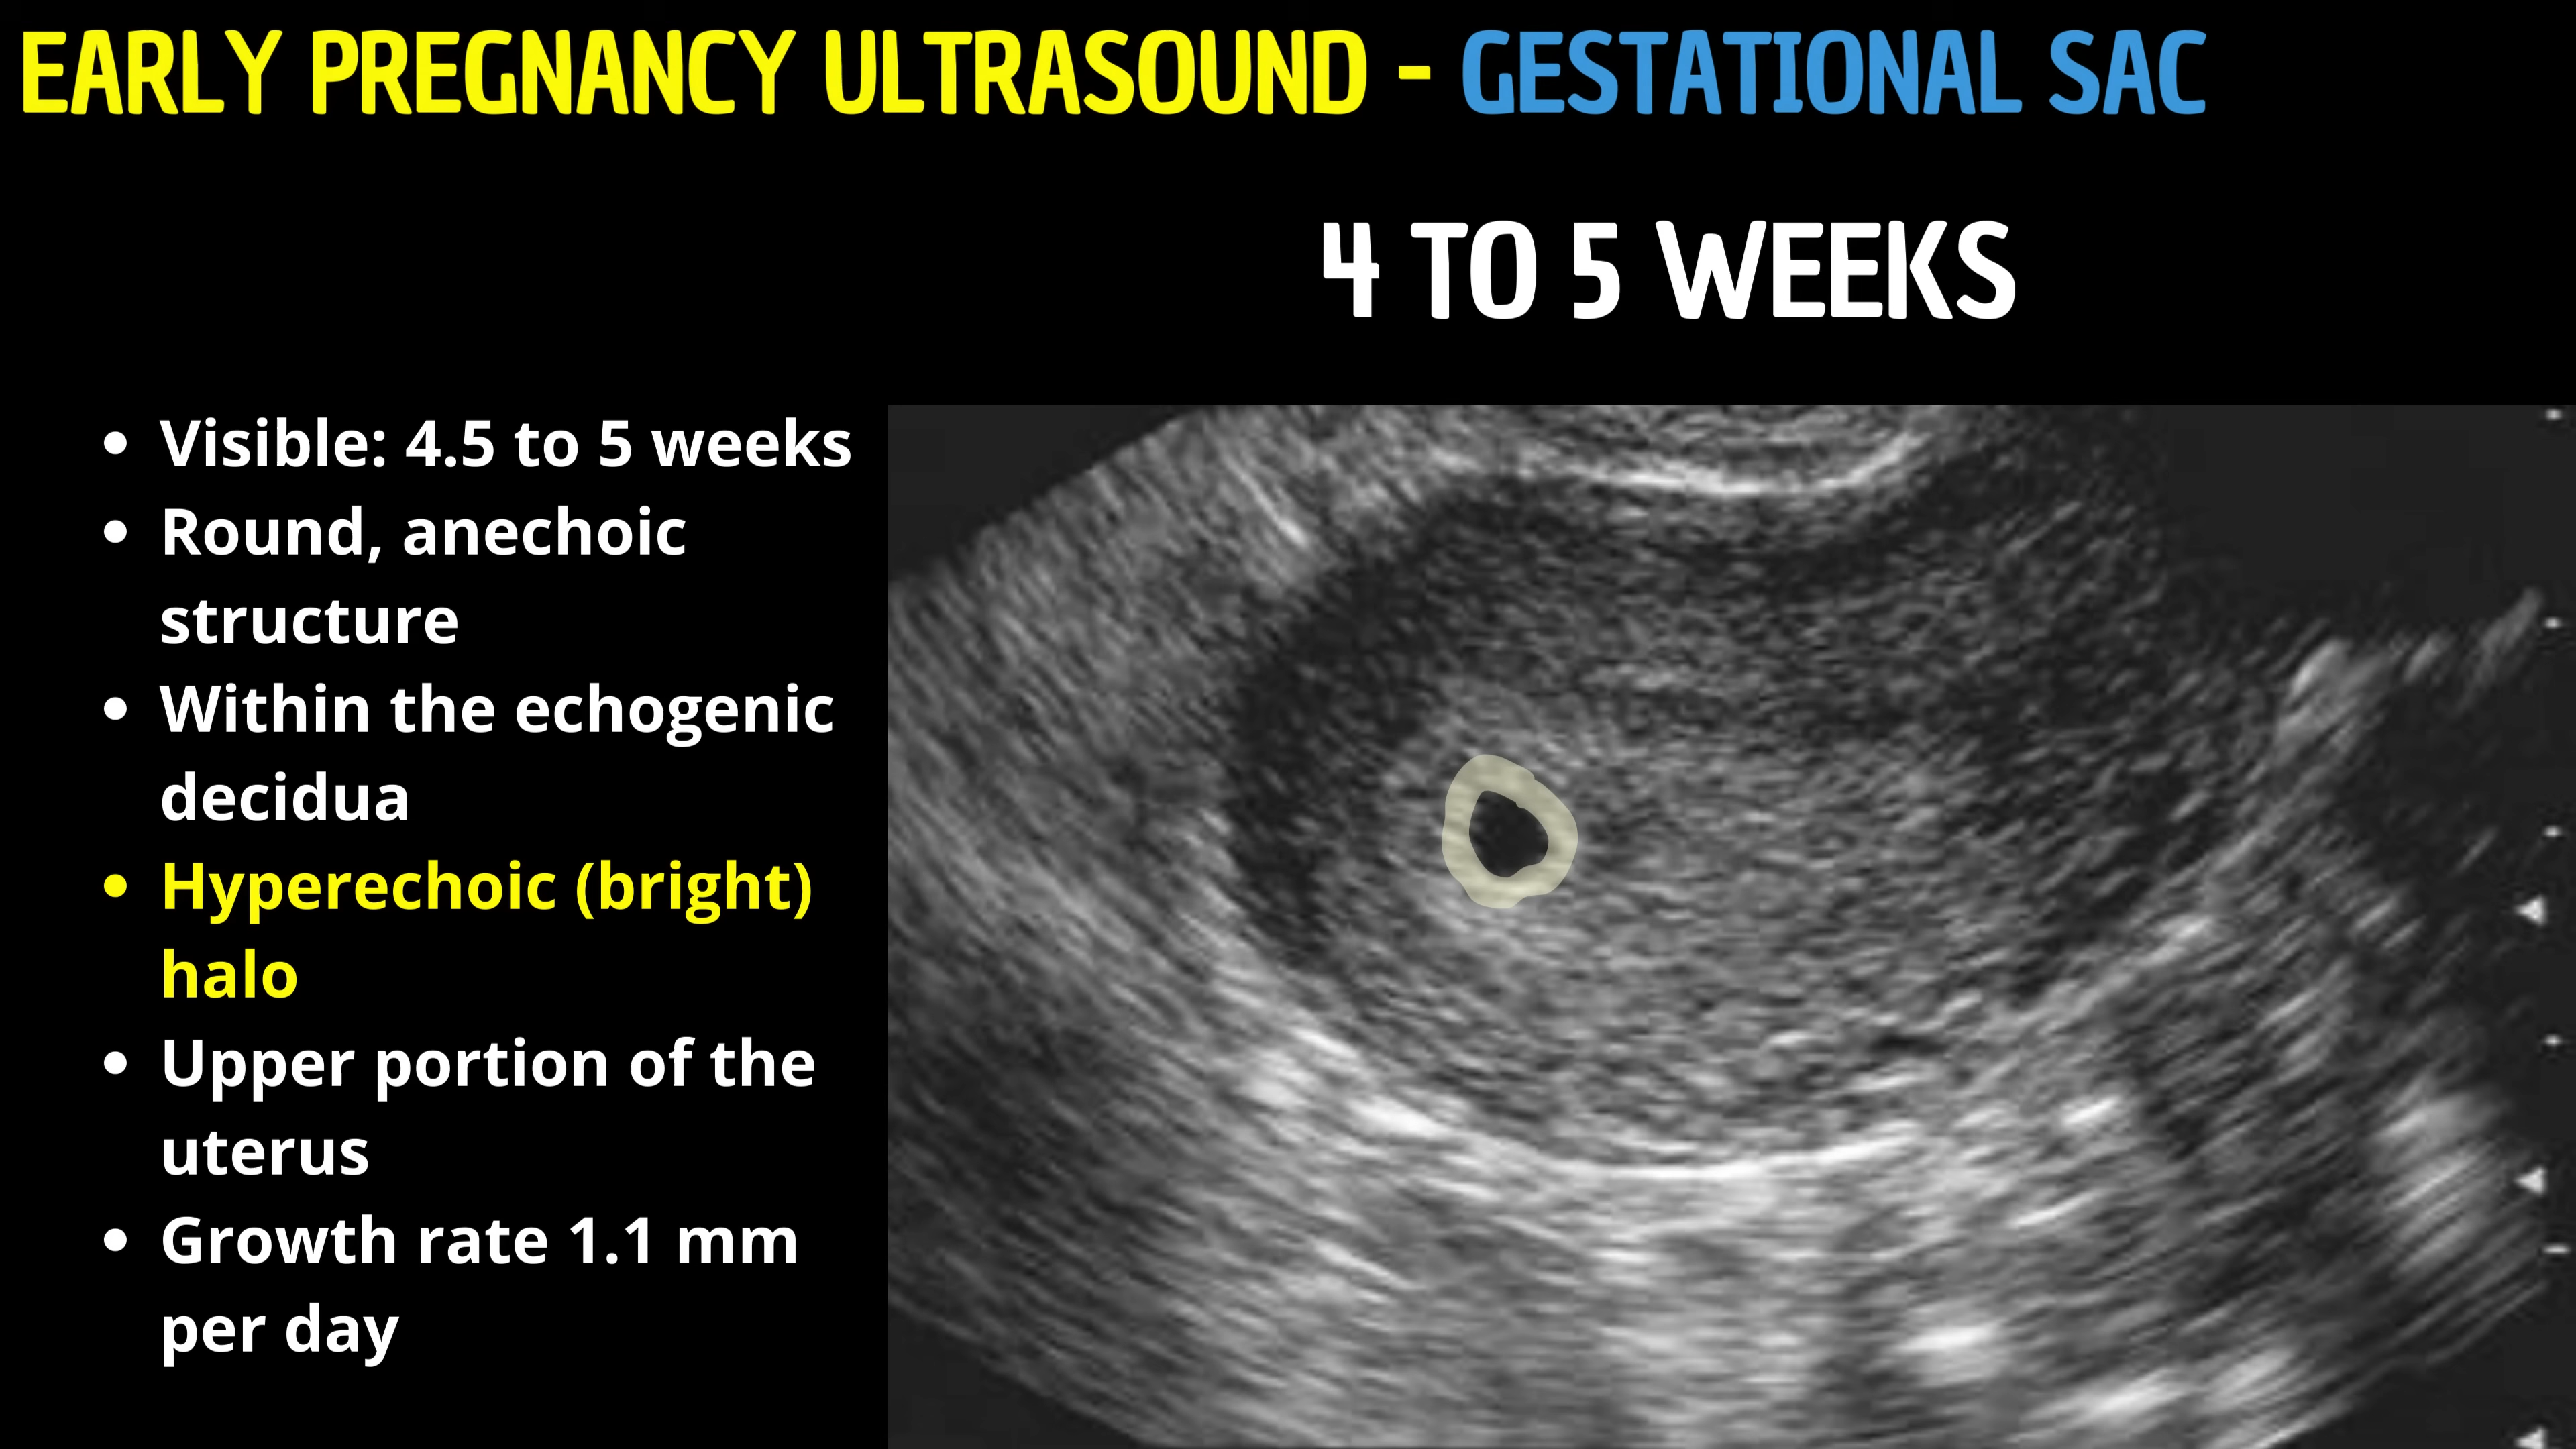 EARLY PREGNANCY ULTRASOUND - GESTATIONAL SAC
4 TO 5 WEEKS
• Visible: 4.5 to 5 weeks
• Round, anechoic
structure
• Within the echogenic
decidua
• Hyperechoic (bright)
halo
• Upper portion of the
uterus
• Growth rate 1.1 mm
per day